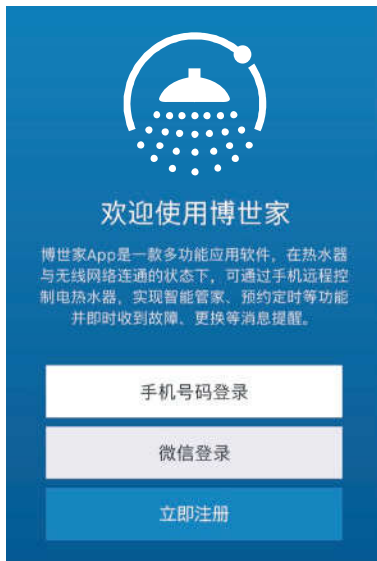 欢迎使用博世家
博世家App是一款多功能应用软件，在热水器
与无线网络连通的状态下，可通过手机远程控
制电热水器，实现智能管家、预约定时等功能
并即时收到故障、更换等消息提醒。
手机号码登录
微信登录
立即注册